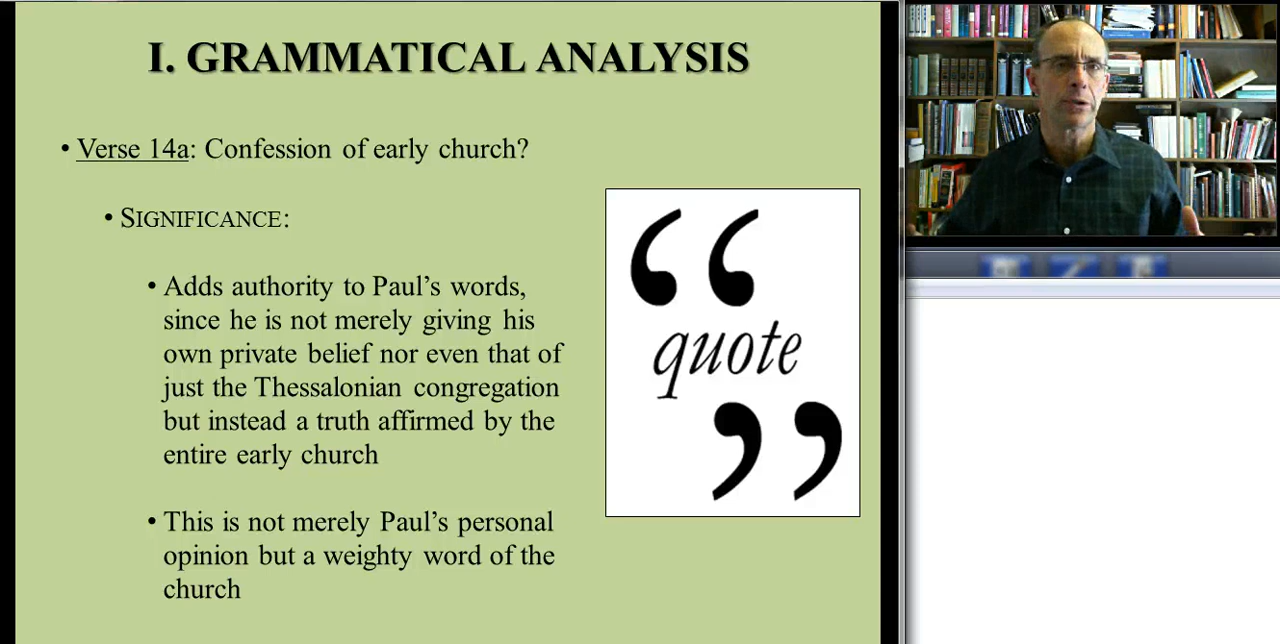 I. GRAMMATICAL ANALYSIS
• Verse 14a: Confession of early church?
• SIGNIFICANCE:
• Adds authority to Paul’s words,
since he is not merely giving his
own private belief nor even that of
just the Thessalonian congregation
but instead a truth affirmed by the
entire early church
• This is not merely Paul’s personal
opinion but a weighty word of the
church
“
quote
”